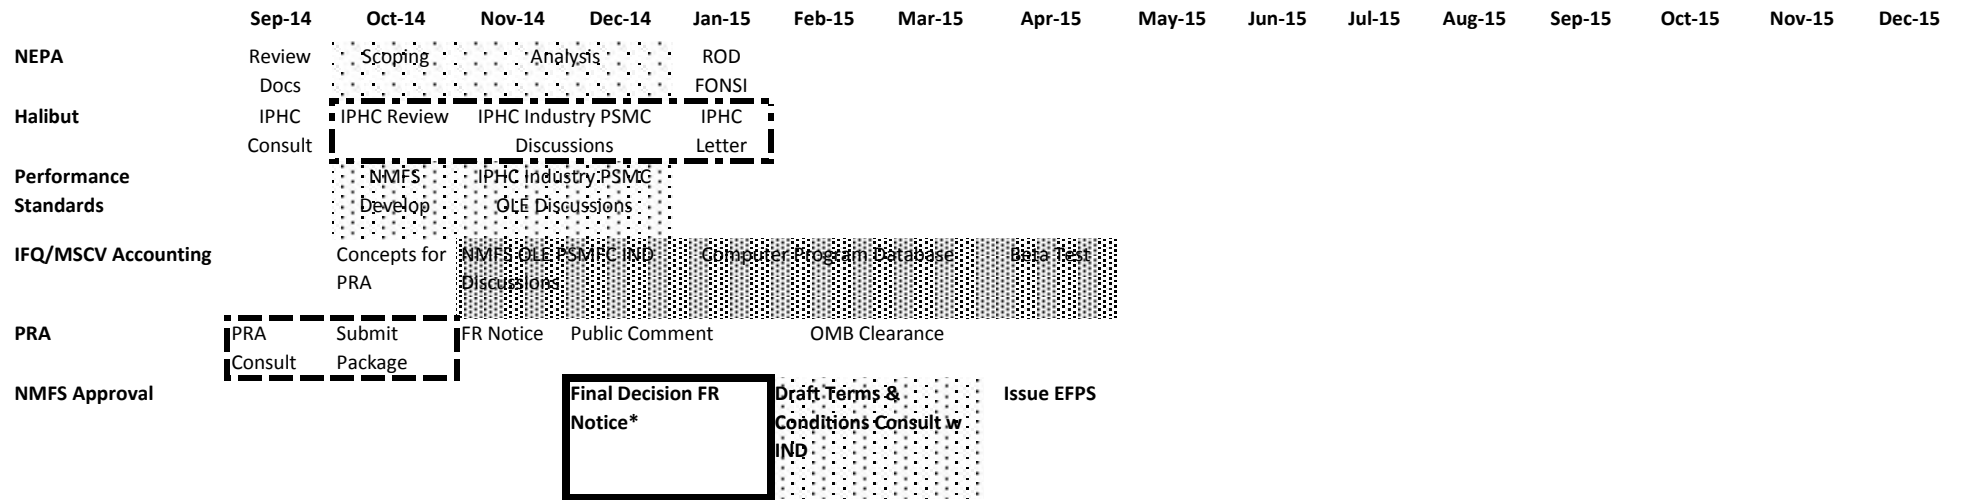 Sep-14 Oct-14 Nov-14 Dec-14 Jan-15 Feb-15 Mar-15 Apr-15 May-15 Jun-15 Jul-15 Aug-15 Sep-15 Oct-15 Nov-15 Dec-15
NEPA Review Scoping Analysis ROD
Docs FONSI
Halibut IPHC IPHC Review IPHC Industry PSMC IPHC
Consult Discussions Letter
Performance NMFS IPHC Industry PSMC
Standards Develop OLE Discussions
IFQ/MSCV Accounting Concepts for NMFS OLE PSMFC IND Computer Program Database Beta Test
PRA Discussions
PRA PRA Submit FR Notice Public Comment OMB Clearance
Consult Package
NMFS Approval Final Decision FR Draft Terms & Issue EFPS
Notice* Conditions Consult w
IND